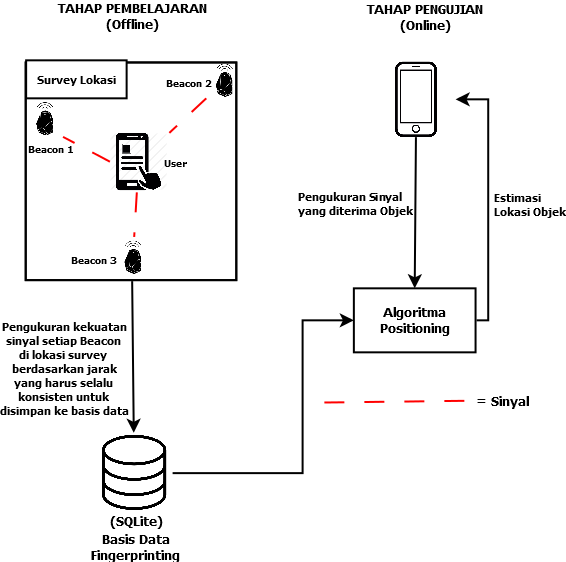 TAHAP PEMBELAJARAN
(Offline)
TAHAP PENGUJIAN
(Online)
Survey Lokasi
Beacon 2
Beacon 1
User
Beacon 3
Pengukuran Sinyal
yang diterima Objek
Estimasi
Lokasi Objek
Algoritma
Positioning
Pengukuran kekuatan
sinyal setiap Beacon
di lokasi survey
berdasarkan jarak
yang harus selalu
konsisten untuk
disimpan ke basis data
= Sinyal
(SQLite)
Basis Data
Fingerprinting